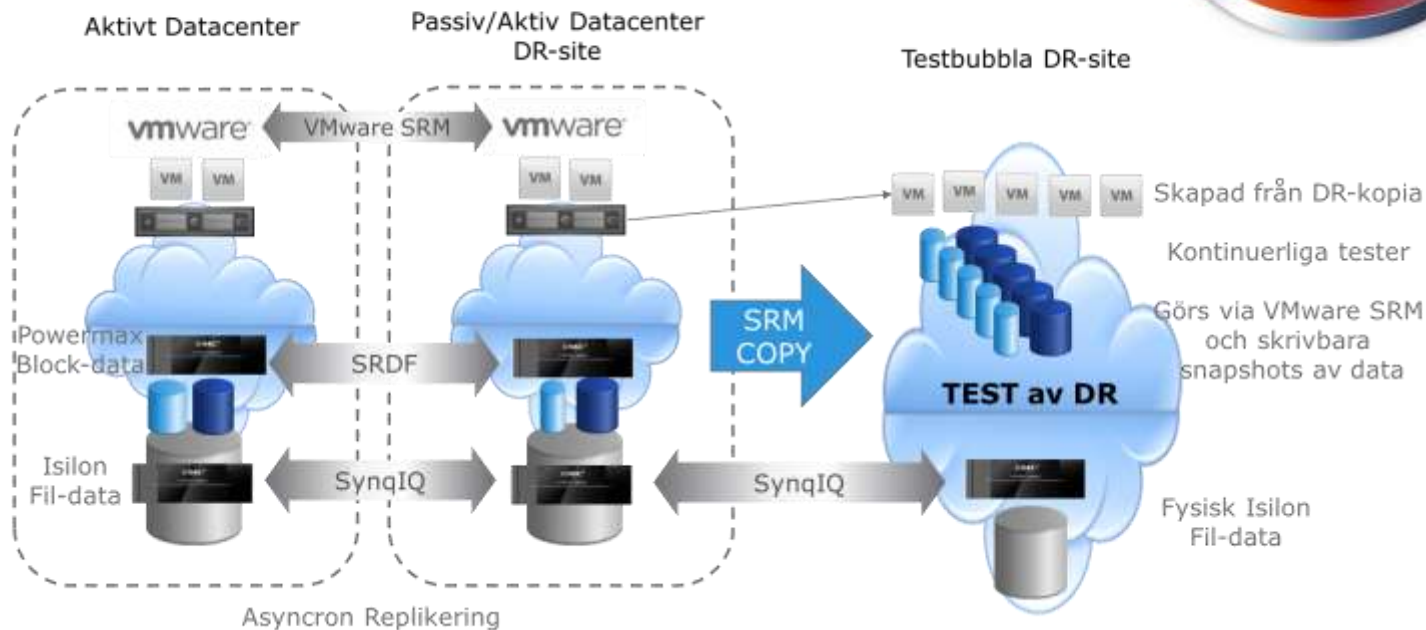 Aktivt Datacenter
Passiv/Aktiv Datacenter
DR-site
Testbubbla DR-site
vmware
VMware SRM
vmware
VM VM
VM VM
VM VM VM VM VM
Skapad från DR-kopia
Kontinuerliga tester
Görs via VMware SRM
och skrivbara
snapshots av data
Powermax
Block-data
SRDF
SRM
COPY
TEST av DR
Isilon
Fil-data
SynqIQ
SynqIQ
Fysisk Isilon
Fil-data
Asyncron Replikering